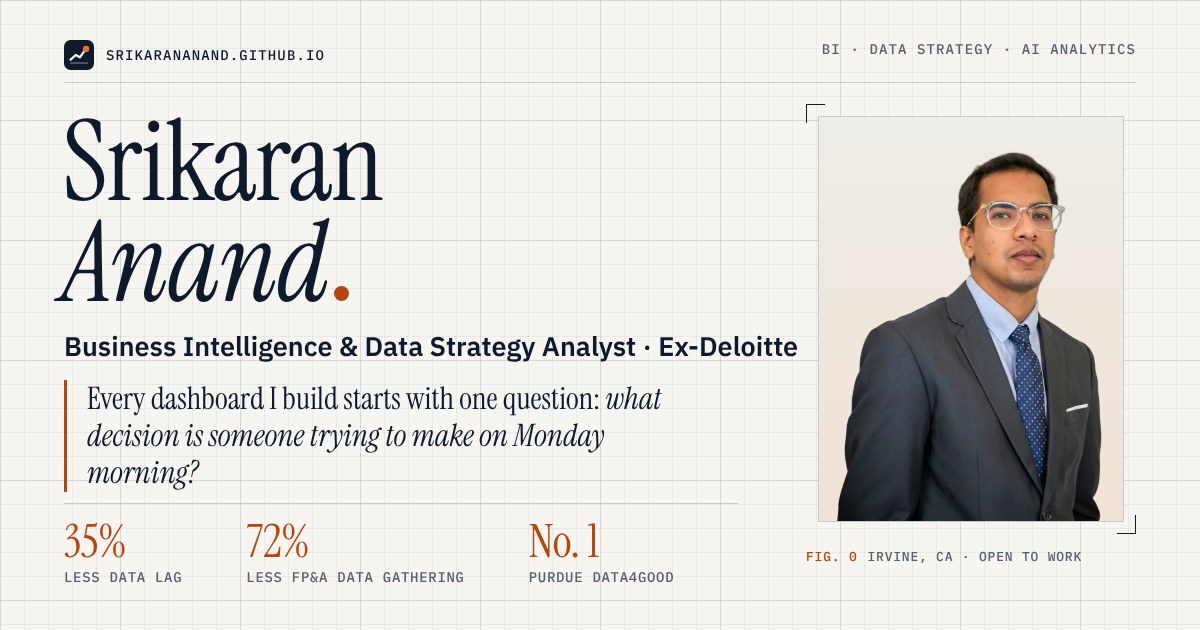 SRIKARANANAND.GITHUB.IO
BI · DATA STRATEGY · AI ANALYTICS
Srikaran
Anand.
Business Intelligence & Data Strategy Analyst · Ex-Deloitte
Every dashboard I build starts with one question: what
decision is someone trying to make on Monday
morning?
35%
LESS DATA LAG
72%
LESS FP&A DATA GATHERING
No. 1
PURDUE DATA4GOOD
FIG. 0 IRVINE, CA · OPEN TO WORK